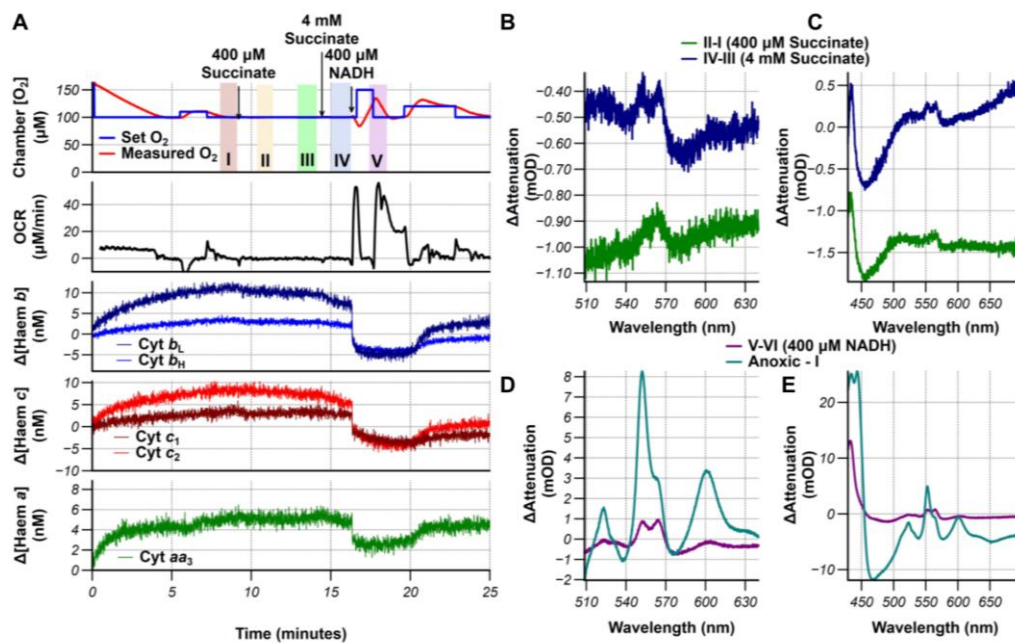 A
4 mM
Succinate
400 µM
Succinate
400 µM
NADH
Chamber [O₂]
(µM)
150
100
50
0
Set O₂
Measured O₂
I
II
III
IV
V
OCR
(µM/min)
40
20
0
Δ[Haem b]
(nM)
10
5
0
−5
Cyt bL
Cyt bH
Δ[Haem c]
(nM)
10
5
0
−5
−10
Cyt c₁
Cyt c₂
Δ[Haem a]
(nM)
8
6
4
2
0
Cyt aa₃
0
5
10
15
20
25
Time (minutes)
B
C
II-I (400 µM Succinate)
IV-III (4 mM Succinate)
ΔAttenuation
(mOD)
−0.40
−0.50
−0.60
−0.70
−0.80
−0.90
−1.00
−1.10
510 540 570 600 630
Wavelength (nm)
ΔAttenuation
(mOD)
0.5
0.0
−0.5
−1.0
−1.5
450 500 550 600 650
Wavelength (nm)
V-VI (400 µM NADH)
Anoxic - I
D
E
ΔAttenuation
(mOD)
8
7
6
5
4
3
2
1
0
−1
−2
510 540 570 600 630
Wavelength (nm)
ΔAttenuation
(mOD)
20
10
0
−10
450 500 550 600 650
Wavelength (nm)